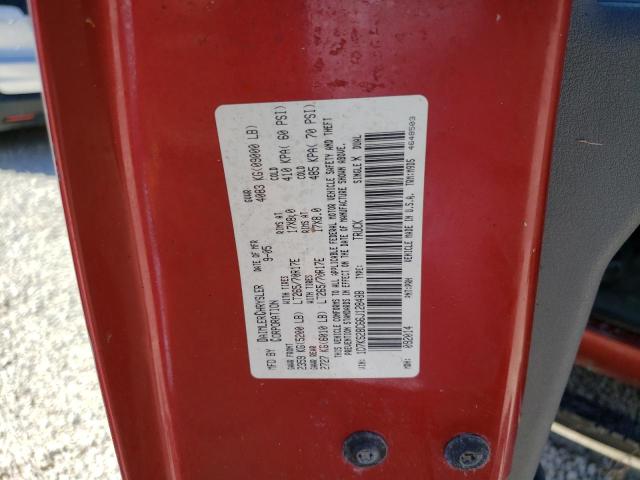 MFD BY DAIMLERCHRYSLER CORPORATION DATE OF MFR 9-05 GVWR 4083 KG(09000 LB)
GAWR FRONT WITH TIRES RIMS AT COLD
2359 KG(5200 LB) LT265/70R17E 17X8.0 410 KPA( 60 PSI)
GAWR REAR WITH TIRES RIMS AT COLD
2727 KG(6010 LB) LT265/70R17E 17X8.0 485 KPA( 70 PSI)
THIS VEHICLE CONFORMS TO ALL APPLICABLE FEDERAL MOTOR VEHICLE SAFETY AND THEFT
STANDARDS IN EFFECT ON THE DATE OF MANUFACTURE SHOWN ABOVE.
VIN: TYPE: TRUCK SINGLE X DUAL
MDH: 092014 VEHICLE MADE IN U.S.A.
4648503